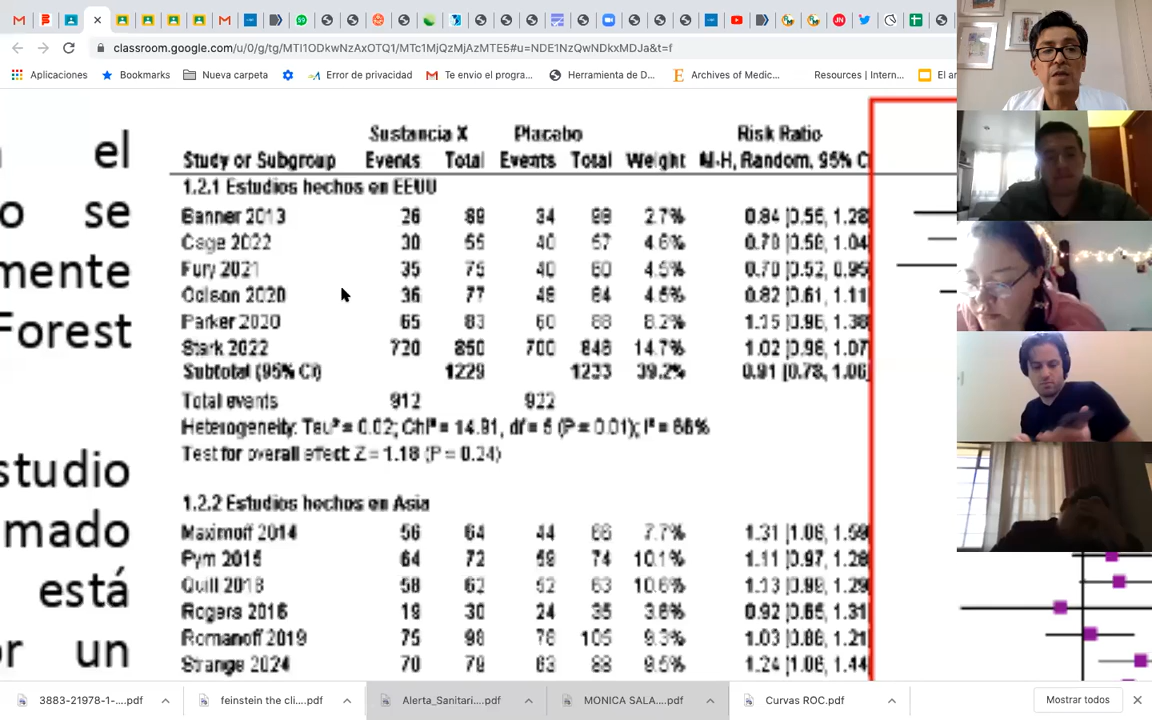 classroom.google.com/u/0/g/tg/MTI1ODkwNzAxOTQ1/MTc1MjQzMjAzMTE5#u=NDE1NzQwNDkxMDJa&t=f
Aplicaciones Bookmarks Nueva carpeta Error de privacidad Te envio el progra... Herramienta de D... Archives of Medic... Resources | Intern... El ar
el
o se
mente
Forest
studio
mado
está
or un
Sustancia X Placebo Risk Ratio
Study or Subgroup Events Total Events Total Weight M-H, Random, 95% C
1.2.1 Estudios hechos en EEUU
Banner 2013 26 89 34 98 2.7% 0.84 [0.55, 1.28
Cage 2022 30 55 40 57 4.6% 0.78 [0.58, 1.04
Fury 2021 35 75 40 60 4.5% 0.70 [0.52, 0.95
2020 36 77 48 84 4.5% 0.82 [0.61, 1.11
Parker 2020 65 83 60 88 8.2% 1.15 [0.96, 1.38
Stark 2022 720 850 700 846 14.7% 1.02 [0.98, 1.07
Subtotal (95% CI) 1229 1233 39.2% 0.91 [0.78, 1.06]
Total events 912 922
Heterogeneity: Tau² = 0.02; Chi² = 14.91, df = 5 (P = 0.01); I² = 66%
Test for overall effect: Z = 1.18 (P = 0.24)
1.2.2 Estudios hechos en Asia
Maximoff 2014 56 64 44 66 7.7% 1.31 [1.08, 1.59
Pym 2015 64 72 59 74 10.1% 1.11 [0.97, 1.28
Quill 2018 58 62 52 63 10.6% 1.13 [0.99, 1.29
Rogers 2016 19 30 24 35 3.6% 0.92 [0.65, 1.31
Romanoff 2019 75 98 78 105 9.3% 1.03 [0.88, 1.21
Strange 2024 70 78 63 88 9.5% 1.24 [1.06, 1.44
3883-21978-1-....pdf feinstein the cli....pdf Alerta_Sanitari....pdf MONICA SALA....pdf Curvas ROC.pdf Mostrar todos